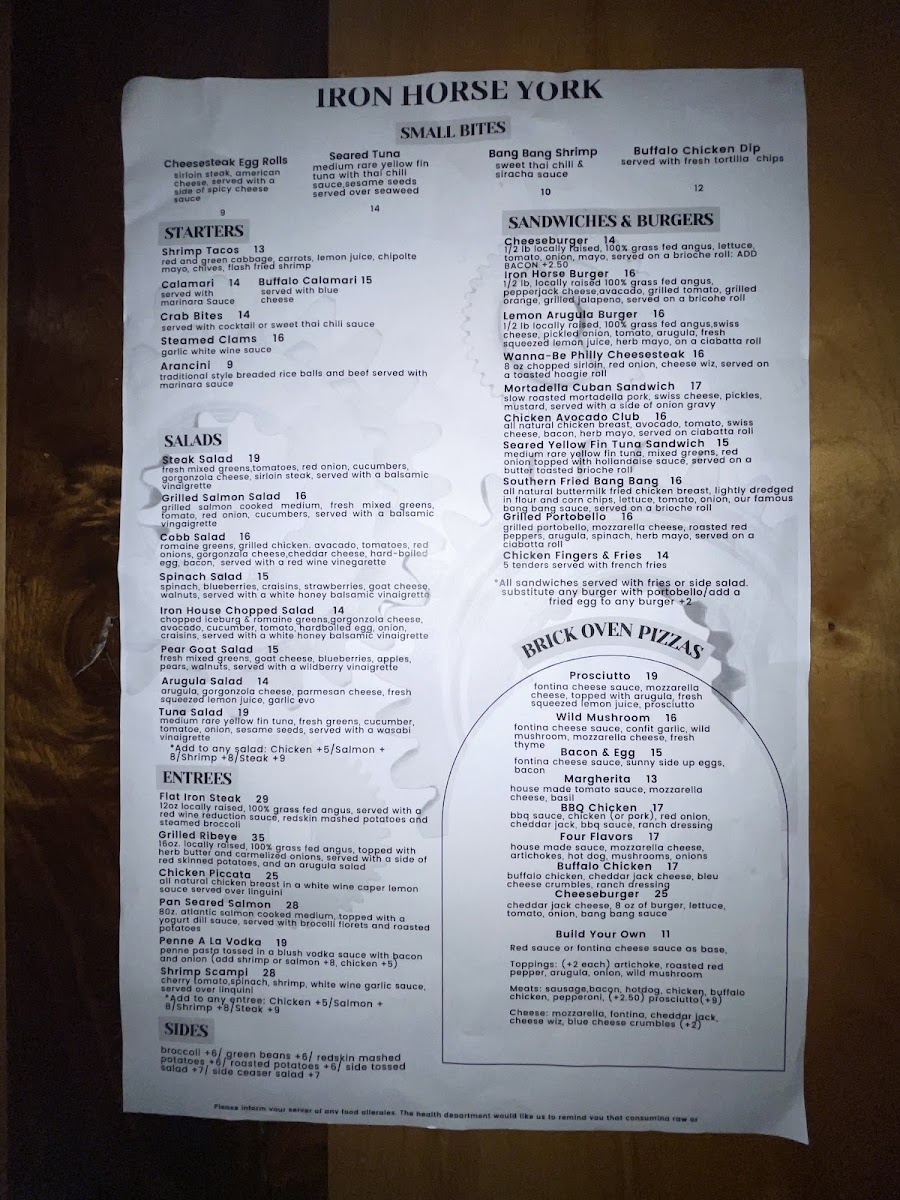 IRON HORSE YORK
SMALL BITES
Cheesesteak Egg Rolls
sirloin steak, american
cheese, served with a
side of spicy cheese
sauce
9
Seared Tuna
medium rare yellow fin
tuna with thai chili
sauce,sesame seeds
served over seaweed
14
Bang Bang Shrimp
sweet thai chili &
siracha sauce
10
Buffalo Chicken Dip
served with fresh tortilla chips
12
STARTERS
Shrimp Tacos 13
red and green cabbage, carrots, lemon juice, chipolte
mayo, chives, flash fried shrimp
Calamari 14
served with
marinara Sauce
Buffalo Calamari 15
served with blue
cheese
Crab Bites 14
served with cocktail or sweet thai chili sauce
Steamed Clams 16
garlic white wine sauce
Arancini 9
traditional style breaded rice balls and beef served with
marinara sauce
SALADS
Steak Salad 19
fresh mixed greens,tomatoes, red onion, cucumbers,
gorgonzola cheese, sirloin steak, served with a balsamic
vinaigrette
Grilled Salmon Salad 16
grilled salmon cooked medium, fresh mixed greens,
tomato, red onion, cucumbers, served with a balsamic
vingaigrette
Cobb Salad 16
romaine greens, grilled chicken. avacado, tomatoes, red
onions, gorgonzala cheese,cheddar cheese, hard-boiled
egg, bacon, served with a red wine vinegarette
Spinach Salad 15
spinach, blueberries, craisins, strawberries, goat cheese,
walnuts, served with a white honey balsamic vinaigrette
Iron House Chopped Salad 14
chopped iceburg & romaine greens,gorgonzola cheese,
avocado, cucumber, tomato, hardboiled egg, onion,
craisins, served with a white honey balsamic vinaigrette
Pear Goat Salad 15
fresh mixed greens, goat cheese, blueberries, apples,
pears, walnuts, served with a wildberry vinaigrette
Arugula Salad 14
arugula, gorgonzola cheese, parmesan cheese, fresh
squeezed lemon juice, garlic evo
Tuna Salad 19
medium rare yellow fin tuna, fresh greens, cucumber,
tomatoe, onion, sesame seeds, served with a wasabi
vinaigrette
*Add to any salad: Chicken +5/Salmon +
8/Shrimp +8/Steak +9
ENTREES
Flat Iron Steak 29
12oz locally raised, 100% grass fed angus, served with a
red wine reduction sauce, redskin mashed potatoes and
steamed broccoli
Grilled Ribeye 35
16oz. locally raised, 100% grass fed angus, topped with
herb butter and carmelized onions, served with a side of
red skinned potatoes, and an arugula salad
Chicken Piccata 25
all natural chicken breast in a white wine caper lemon
sauce served over linguini
Pan Seared Salmon 28
8oz. atlantic salmon cooked medium, topped with a
yogurt dill sauce, served with brocolli florets and roasted
potatoes
Penne A La Vodka 19
penne pasta tossed in a blush vodka sauce with bacon
and onion (add shrimp or salmon +8, chicken +5)
Shrimp Scampi 28
cherry tomato,spinach, shrimp, white wine garlic sauce,
served over linquini
*Add to any entree: Chicken +5/Salmon +
8/Shrimp +8/Steak +9
SIDES
broccoli +6/ green beans +6/ redskin mashed
potatoes +6/ roasted potatoes +6/ side tossed
salad +7/ side ceaser salad +7
SANDWICHES & BURGERS
Cheeseburger 14
1/2 lb locally raised, 100% grass fed angus, lettuce,
tomato, onion, mayo, served on a brioche roll: ADD
BACON +2.50
Iron Horse Burger 16
1/2 lb, locally raised 100% grass fed angus,
pepperjack cheese,avacado, grilled tomato, grilled
orange, grilled jalapeno, served on a bricohe roll
Lemon Arugula Burger 16
1/2 lb locally raised, 100% grass fed angus,swiss
cheese, pickled onion, tomato, arugula, fresh
squeezed lemon juice, herb mayo, on a ciabatta roll
Wanna-Be Philly Cheesesteak 16
8 oz chopped sirloin, red onion, cheese wiz, served on
a toasted hoagie roll
Mortadella Cuban Sandwich 17
slow roasted mortadella pork, swiss cheese, pickles,
mustard, served with a side of onion gravy
Chicken Avocado Club 16
all natural chicken breast, avocado, tomato, swiss
cheese, bacon, herb mayo, served on ciabatta roll
Seared Yellow Fin Tuna Sandwich 15
medium rare yellow fin tuna, mixed greens, red
onion topped with hollandaise sauce, served on a
butter toasted brioche roll
Southern Fried Bang Bang 16
all natural buttermilk fried chicken breast, lightly dredged
in flour and corn chips, lettuce, tomato, onion, our famous
bang bang sauce, served on a brioche roll
Grilled Portobello 16
grilled portobello, mozzarella cheese, roasted red
peppers, arugula, spinach, herb mayo, served on a
ciabatta roll
Chicken Fingers & Fries 14
5 tenders served with french fries
*All sandwiches served with fries or side salad.
substitute any burger with portobello/add a
fried egg to any burger +2
BRICK OVEN PIZZAS
Prosciutto 19
fontina cheese sauce, mozzarella
cheese, topped with arugula, fresh
squeezed lemon juice, prosciutto
Wild Mushroom 16
fontina cheese sauce, confit garlic, wild
mushroom, mozzarella cheese, fresh
thyme
Bacon & Egg 15
fontina cheese sauce, sunny side up eggs,
bacon
Margherita 13
house made tomato sauce, mozzarella
cheese, basil
BBQ Chicken 17
bbq sauce, chicken (or pork), red onion,
cheddar jack, bbq sauce, ranch dressing
Four Flavors 17
house made sauce, mozzarella cheese,
artichokes, hot dog, mushrooms, onions
Buffalo Chicken 17
buffalo chicken, cheddar jack cheese, bleu
cheese crumbles, ranch dressing
Cheeseburger 25
cheddar jack cheese, 8 oz of burger, lettuce,
tomato, onion, bang bang sauce
Build Your Own 11
Red sauce or fontina cheese sauce as base,
Toppings: (+2 each) artichoke, roasted red
pepper, arugula, onion, wild mushroom
Meats: sausage,bacon, hotdog, chicken, buffalo
chicken, pepperoni, (+2.50) prosciutto(+9)
Cheese: mozzarella, fontina, cheddar jack,
cheese wiz, blue cheese crumbles (+2)
Please inform your server of any food allergies. The health department would like us to remind you that consuming raw or